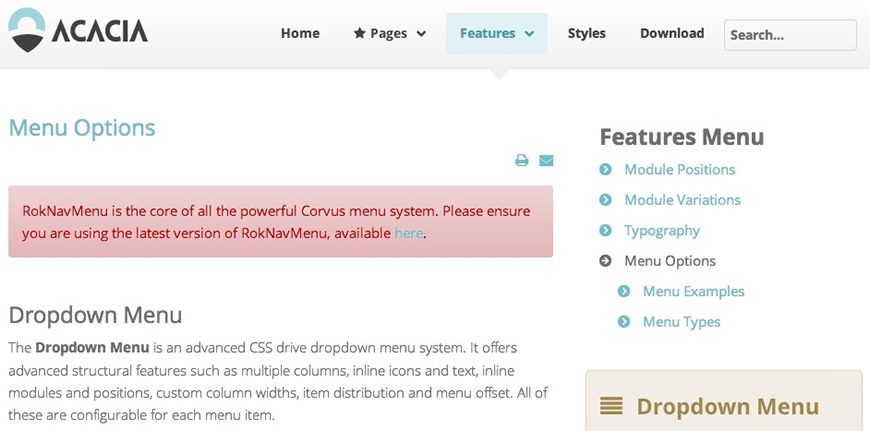 ACACIA
Home
Pages
Features
Styles
Download
Search...
Menu Options
RokNavMenu is the core of all the powerful Corvus menu system. Please ensure
you are using the latest version of RokNavMenu, available here.
Dropdown Menu
The Dropdown Menu is an advanced CSS drive dropdown menu system. It offers
advanced structural features such as multiple columns, inline icons and text, inline
modules and positions, custom column widths, item distribution and menu offset. All of
these are configurable for each menu item.
Features Menu
Module Positions
Module Variations
Typography
Menu Options
Menu Examples
Menu Types
Dropdown Menu